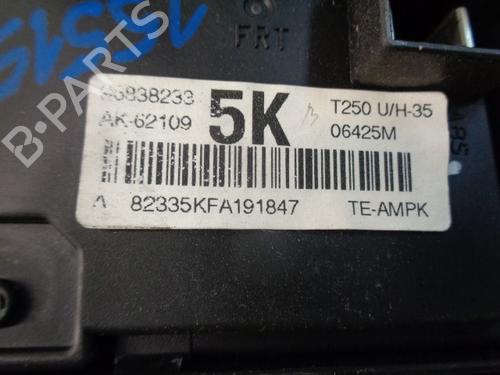 FRT
B-PARTS
96838233
AK-62109
5K
T250 U/H-35
06425M
82335KFA191847
TE-AMPK